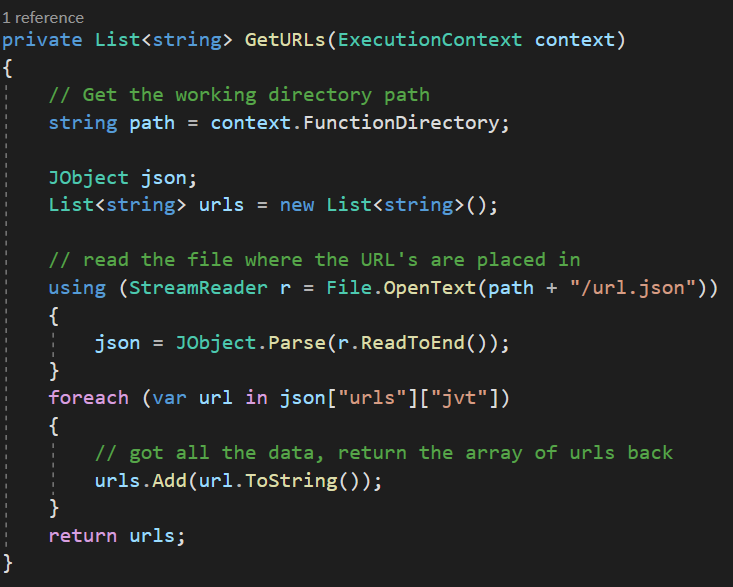 1 reference
private List<string> GetURLs(ExecutionContext context)
{
    // Get the working directory path
    string path = context.FunctionDirectory;

    JObject json;
    List<string> urls = new List<string>();

    // read the file where the URL's are placed in
    using (StreamReader r = File.OpenText(path + "/url.json"))
    {
        json = JObject.Parse(r.ReadToEnd());
    }
    foreach (var url in json["urls"]["jvt"])
    {
        // got all the data, return the array of urls back
        urls.Add(url.ToString());
    }
    return urls;
}